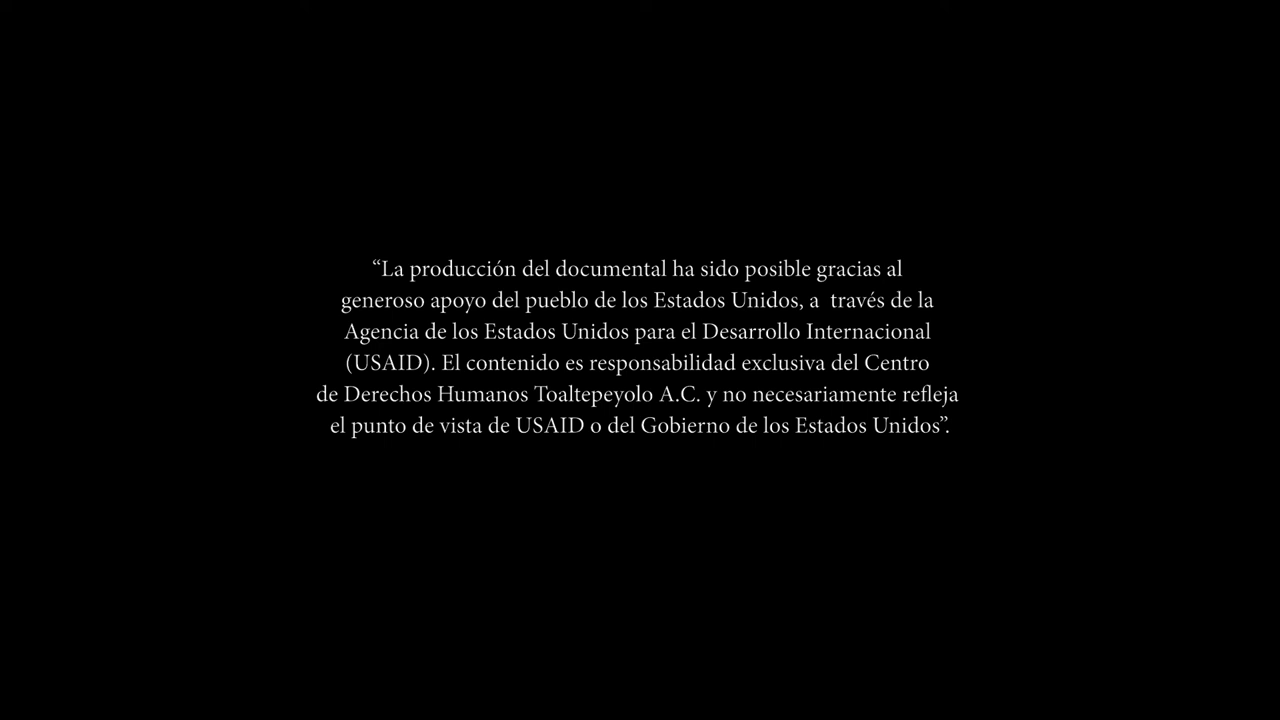 “La producción del documental ha sido posible gracias al
generoso apoyo del pueblo de los Estados Unidos, a  través de la
Agencia de los Estados Unidos para el Desarrollo Internacional
(USAID). El contenido es responsabilidad exclusiva del Centro
de Derechos Humanos Toaltepeyolo A.C. y no necesariamente refleja
el punto de vista de USAID o del Gobierno de los Estados Unidos”.